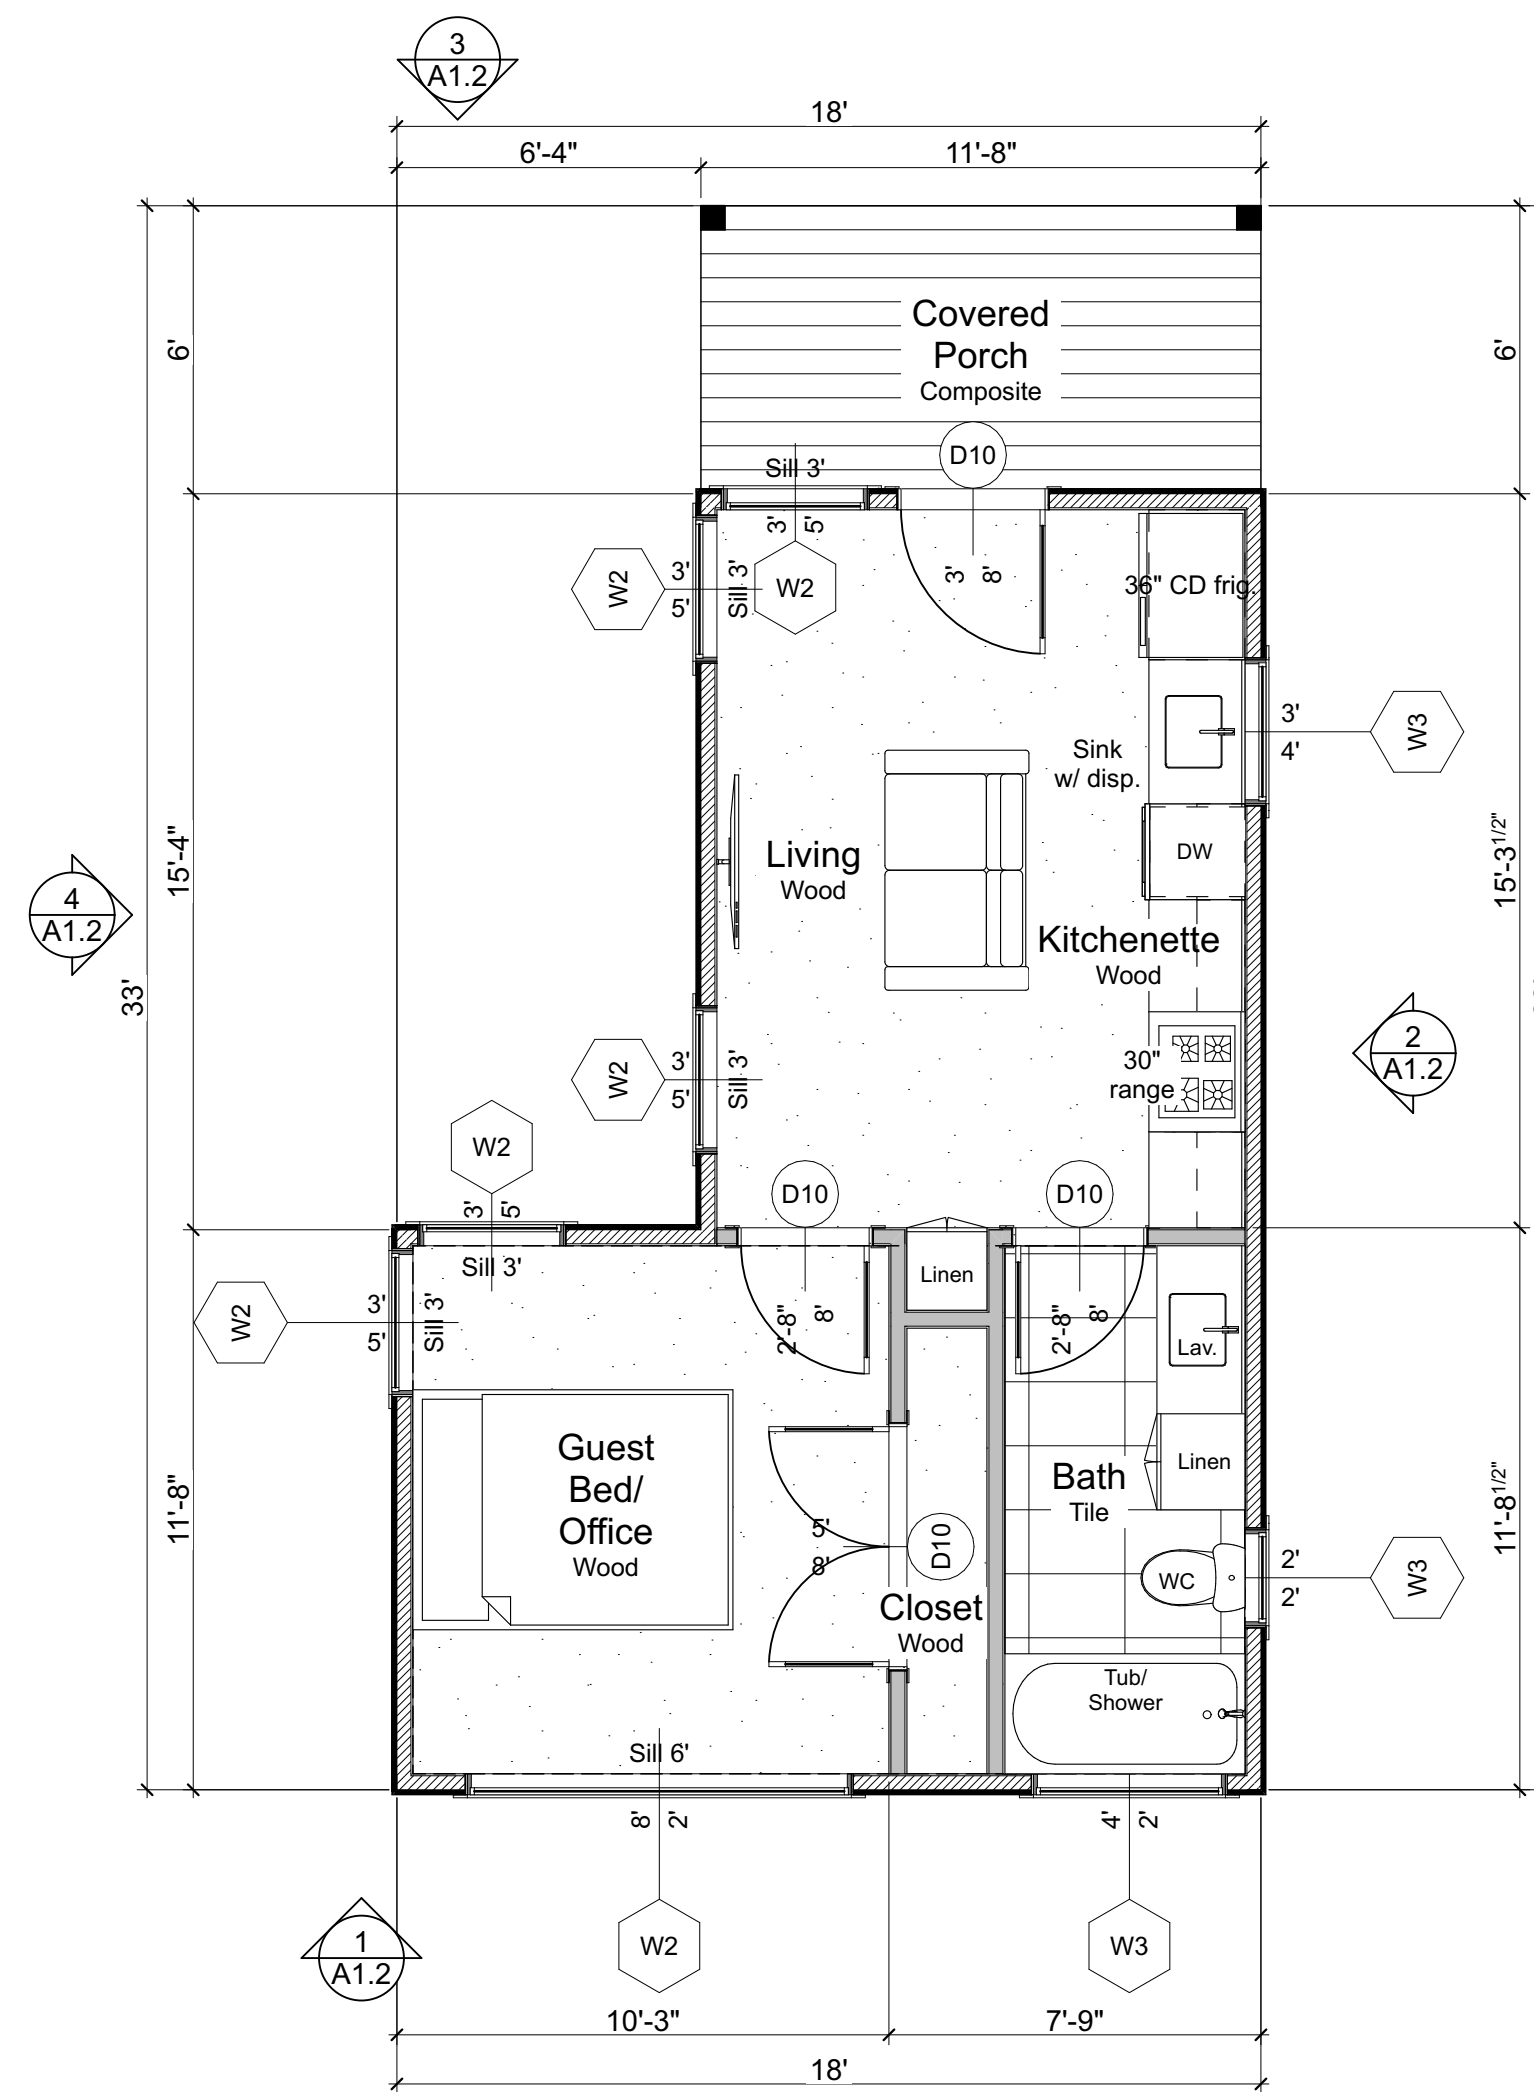 3
A1.2
18'
6'-4"
11'-8"
6'
6'
Covered
Porch
Composite
D10
Sill 3'
3'
5'
W2
3'
5'
Sill 3'
W2
3'
8'
36" CD frig.
3'
4'
W3
Sink
w/ disp.
Living
Wood
DW
15'-4"
15'-3 1/2"
4
A1.2
33'
Kitchenette
Wood
2
A1.2
30"
range
W2
3'
5'
Sill 3'
W2
3'
5'
Sill 3'
D10
D10
Linen
W2
3'
5'
Sill 3'
2'-8"
8'
2'-8"
8'
Lav.
Guest
Bed/
Office
Wood
5'
8'
D10
Closet
Wood
Bath
Tile
Linen
WC
2'
2'
W3
11'-8"
11'-8 1/2"
Tub/
Shower
Sill 6'
8'
2'
4'
2'
W2
W3
1
A1.2
10'-3"
7'-9"
18'